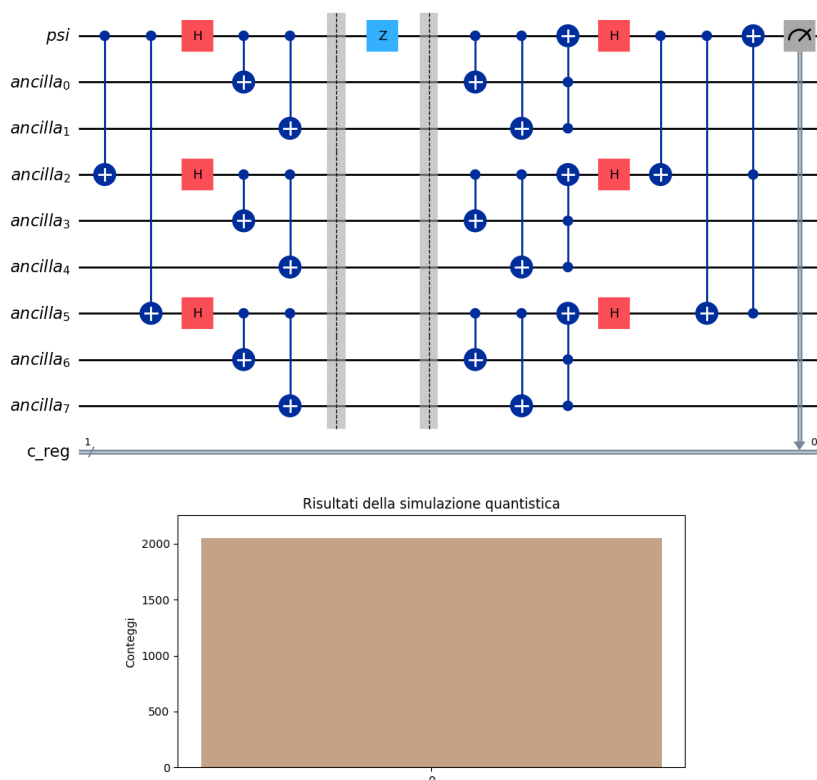 psi H Z H
ancilla0
ancilla1
ancilla2 H H
ancilla3
ancilla4
ancilla5 H H
ancilla6
ancilla7
c_reg 1 0
Risultati della simulazione quantistica
2000
1500
1000
500
0
Conteggi
0